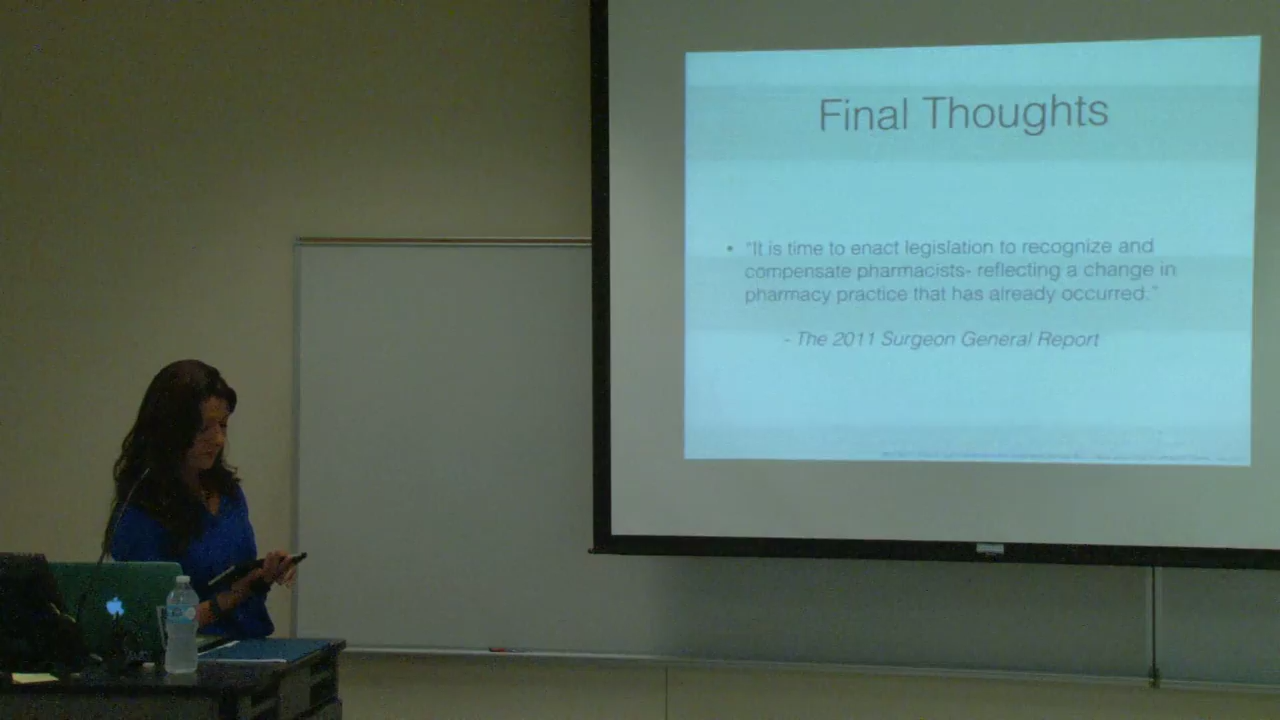 Final Thoughts
• "It is time to enact legislation to recognize and
compensate pharmacists- reflecting a change in
pharmacy practice that has already occurred."
- The 2011 Surgeon General Report